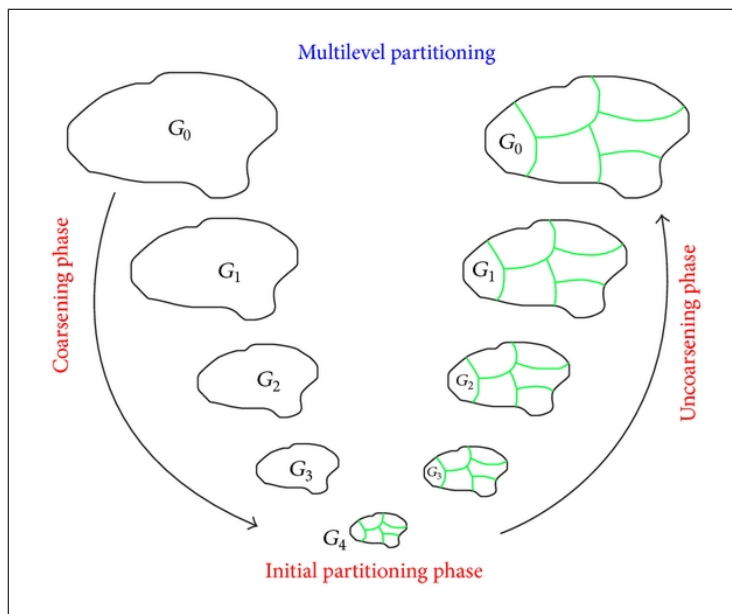 Multilevel partitioning
G0
G0
Coarsening phase
G1
G1
Uncoarsening phase
G2
G2
G3
G3
G4
Initial partitioning phase